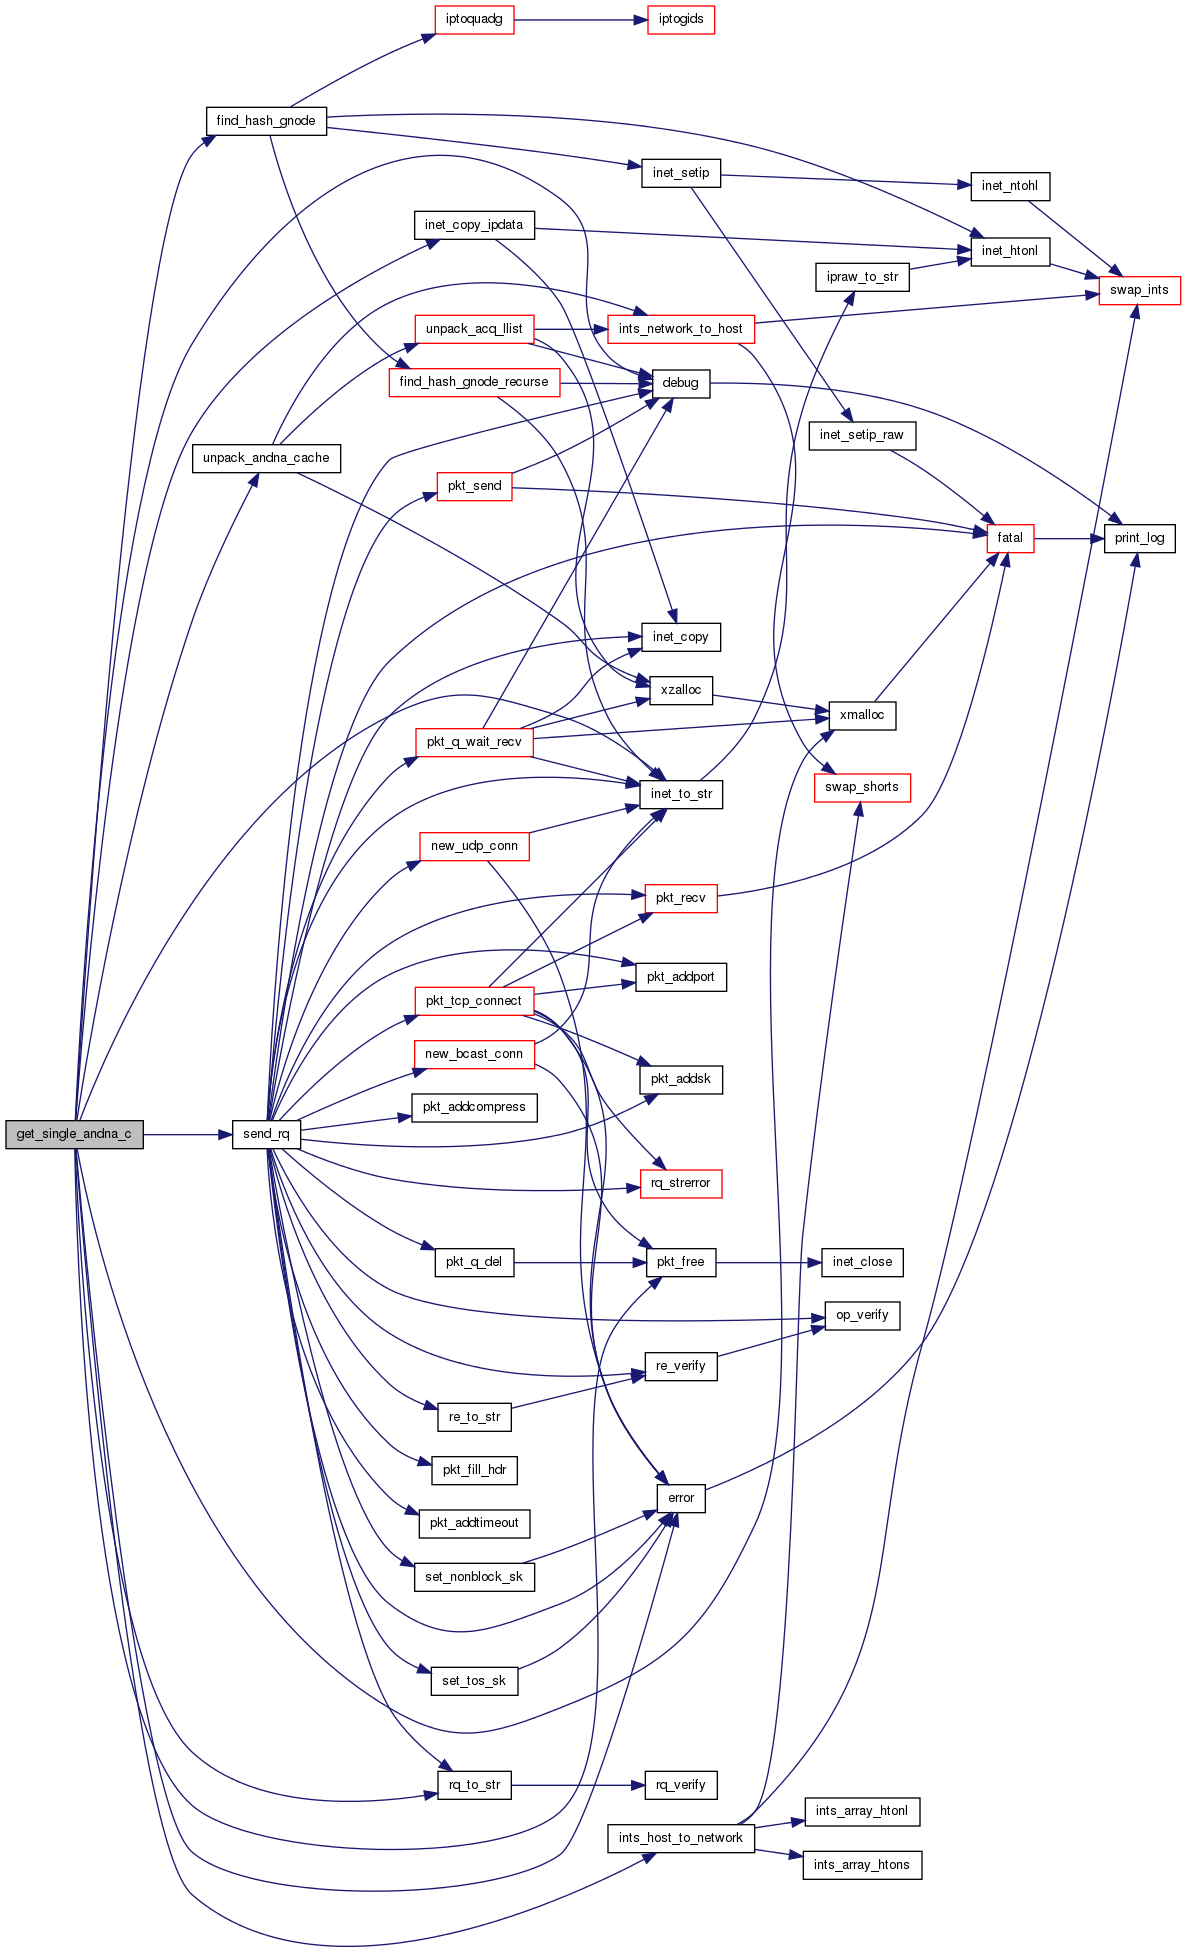 iptoquadg
iptogids
find_hash_gnode
inet_setip
inet_ntohl
inet_copy_ipdata
inet_htonl
ipraw_to_str
swap_ints
unpack_acq_llist
ints_network_to_host
find_hash_gnode_recurse
debug
inet_setip_raw
unpack_andna_cache
pkt_send
fatal
print_log
inet_copy
xzalloc
xmalloc
pkt_q_wait_recv
inet_to_str
swap_shorts
new_udp_conn
pkt_recv
pkt_addport
pkt_tcp_connect
new_bcast_conn
pkt_addsk
pkt_addcompress
get_single_andna_c
send_rq
rq_strerror
pkt_q_del
pkt_free
inet_close
op_verify
re_verify
re_to_str
pkt_fill_hdr
error
pkt_addtimeout
set_nonblock_sk
set_tos_sk
rq_to_str
rq_verify
ints_array_htonl
ints_host_to_network
ints_array_htons